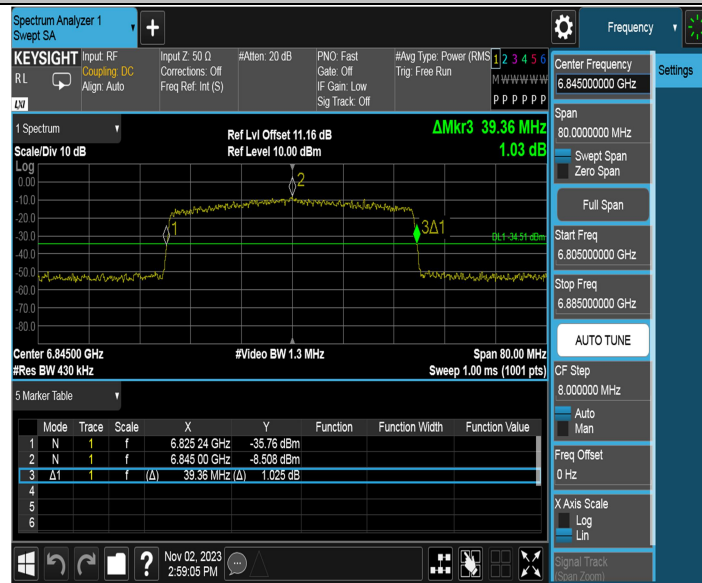 Spectrum Analyzer 1
Swept SA
Frequency
KEYSIGHT
RL
LXI
Input: RF
Coupling: DC
Align: Auto
Input Z: 50 Ω
Corrections: Off
Freq Ref: Int (S)
#Atten: 20 dB
PNO: Fast
Gate: Off
IF Gain: Low
Sig Track: Off
#Avg Type: Power (RMS
Trig: Free Run
1 2 3 4 5 6
M W W W W W
P P P P P P
1 Spectrum
Scale/Div 10 dB
Ref Lvl Offset 11.16 dB
Ref Level 10.00 dBm
ΔMkr3 39.36 MHz
1.03 dB
Log
0.00
-10.0
-20.0
-30.0
-40.0
-50.0
-60.0
-70.0
-80.0
1
2
3Δ1
DL1 -34.51 dBm
Center 6.84500 GHz
#Video BW 1.3 MHz
Span 80.00 MHz
#Res BW 430 kHz
Sweep 1.00 ms (1001 pts)
5 Marker Table
Mode Trace Scale X Y Function Function Width Function Value
1 N 1 f 6.825 24 GHz -35.76 dBm
2 N 1 f 6.845 00 GHz -8.508 dBm
3 Δ1 1 f (Δ) 39.36 MHz (Δ) 1.025 dB
4
5
6
Nov 02, 2023
2:59:05 PM
Center Frequency
6.845000000 GHz
Settings
Span
80.0000000 MHz
Swept Span
Zero Span
Full Span
Start Freq
6.805000000 GHz
Stop Freq
6.885000000 GHz
AUTO TUNE
CF Step
8.000000 MHz
Auto
Man
Freq Offset
0 Hz
X Axis Scale
Log
Lin
Signal Track
(Span Zoom)